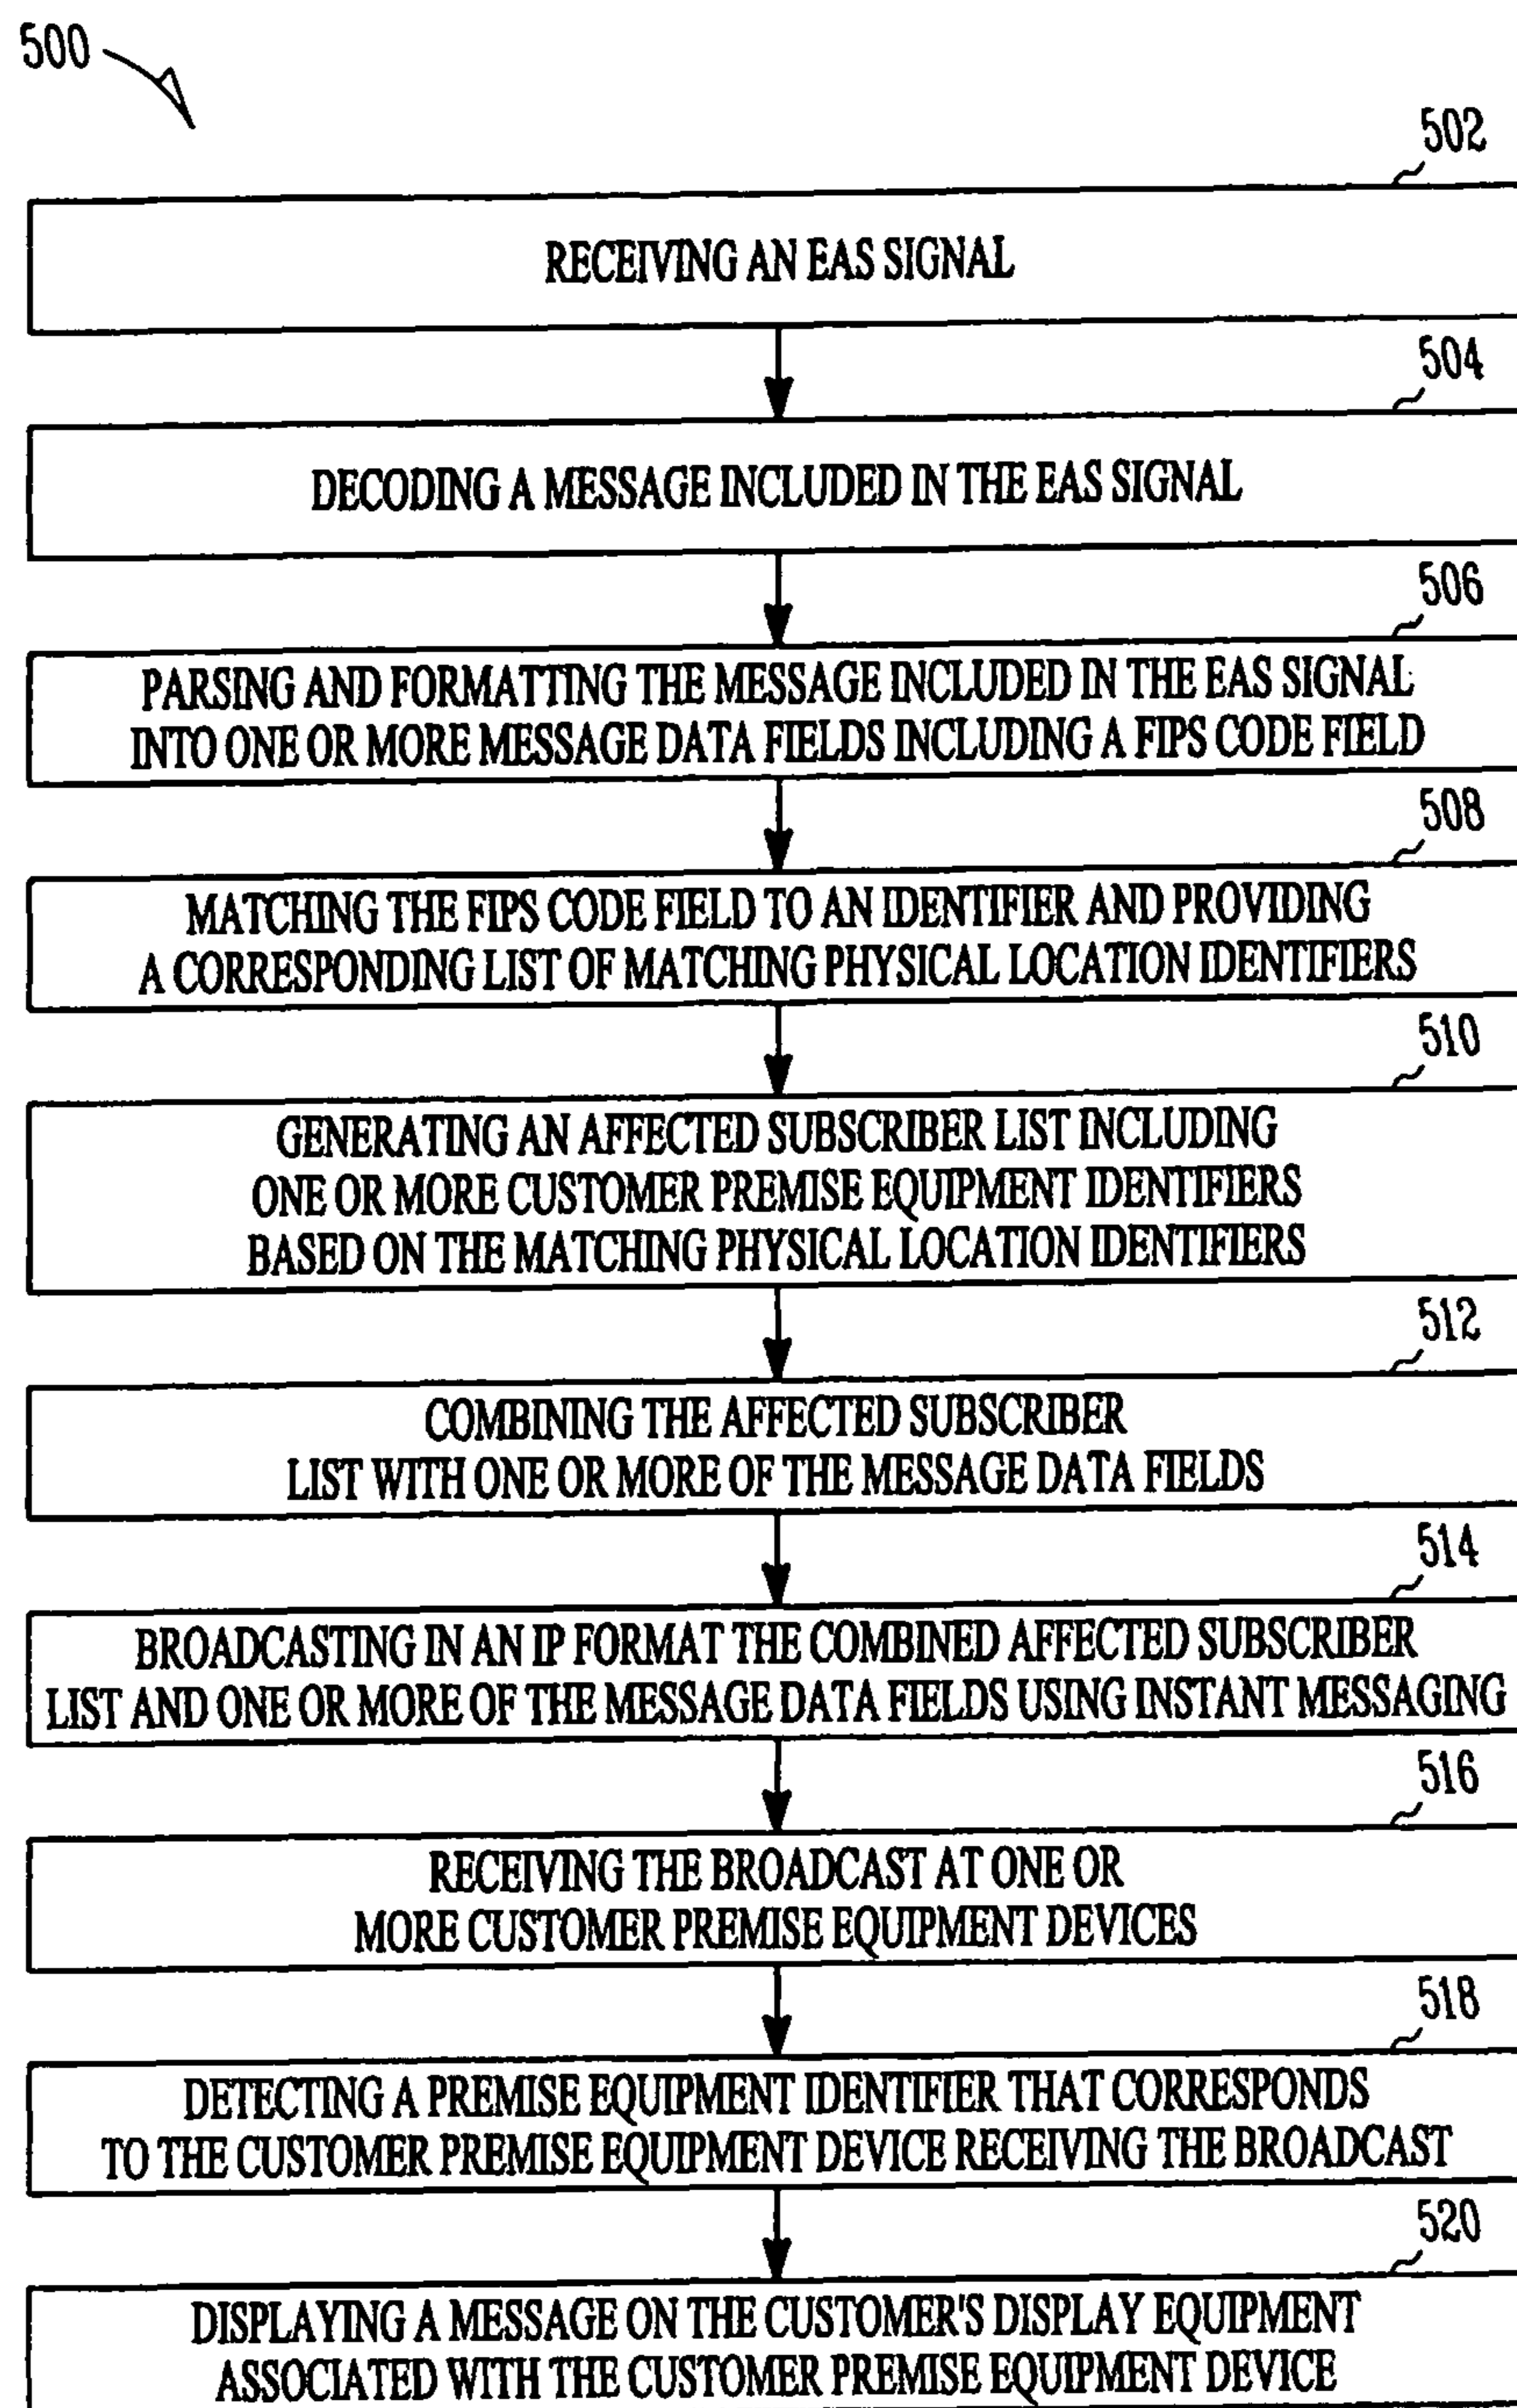 500
502
RECEIVING AN EAS SIGNAL
504
DECODING A MESSAGE INCLUDED IN THE EAS SIGNAL
506
PARSING AND FORMATTING THE MESSAGE INCLUDED IN THE EAS SIGNAL
INTO ONE OR MORE MESSAGE DATA FIELDS INCLUDING A FIPS CODE FIELD
508
MATCHING THE FIPS CODE FIELD TO AN IDENTIFIER AND PROVIDING
A CORRESPONDING LIST OF MATCHING PHYSICAL LOCATION IDENTIFIERS
510
GENERATING AN AFFECTED SUBSCRIBER LIST INCLUDING
ONE OR MORE CUSTOMER PREMISE EQUIPMENT IDENTIFIERS
BASED ON THE MATCHING PHYSICAL LOCATION IDENTIFIERS
512
COMBINING THE AFFECTED SUBSCRIBER
LIST WITH ONE OR MORE OF THE MESSAGE DATA FIELDS
514
BROADCASTING IN AN IP FORMAT THE COMBINED AFFECTED SUBSCRIBER
LIST AND ONE OR MORE OF THE MESSAGE DATA FIELDS USING INSTANT MESSAGING
516
RECEIVING THE BROADCAST AT ONE OR
MORE CUSTOMER PREMISE EQUIPMENT DEVICES
518
DETECTING A PREMISE EQUIPMENT IDENTIFIER THAT CORRESPONDS
TO THE CUSTOMER PREMISE EQUIPMENT DEVICE RECEIVING THE BROADCAST
520
DISPLAYING A MESSAGE ON THE CUSTOMER'S DISPLAY EQUIPMENT
ASSOCIATED WITH THE CUSTOMER PREMISE EQUIPMENT DEVICE